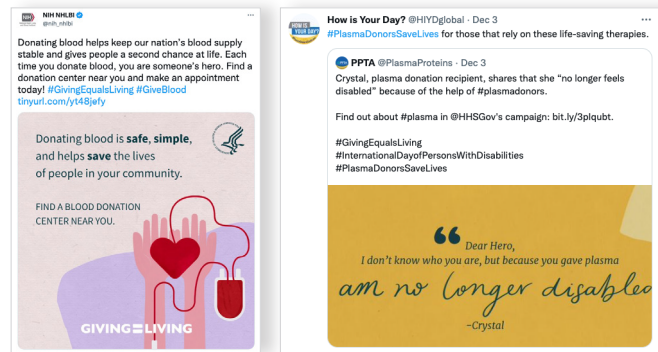 NIH NHLBI
@nih_nhlbi
Donating blood helps keep our nation's blood supply
stable and gives people a second chance at life. Each
time you donate blood, you are someone's hero. Find a
donation center near you and make an appointment
today! #GivingEqualsLiving #GiveBlood
tinyurl.com/yt48jefy
Donating blood is safe, simple,
and helps save the lives
of people in your community.
FIND A BLOOD DONATION
CENTER NEAR YOU.
GIVING=LIVING
HOW IS
YOUR DAY?
How is Your Day? @HIYDglobal · Dec 3
#PlasmaDonorsSaveLives for those that rely on these life-saving therapies.
PPTA @PlasmaProteins · Dec 3
Crystal, plasma donation recipient, shares that she “no longer feels
disabled” because of the help of #plasmadonors.
Find out about #plasma in @HHSGov's campaign: bit.ly/3plqubt.
#GivingEqualsLiving
#InternationalDayofPersonsWithDisabilities
#PlasmaDonorsSaveLives
“ Dear Hero,
I don't know who you are, but because you gave plasma
am no longer disabled
-Crystal